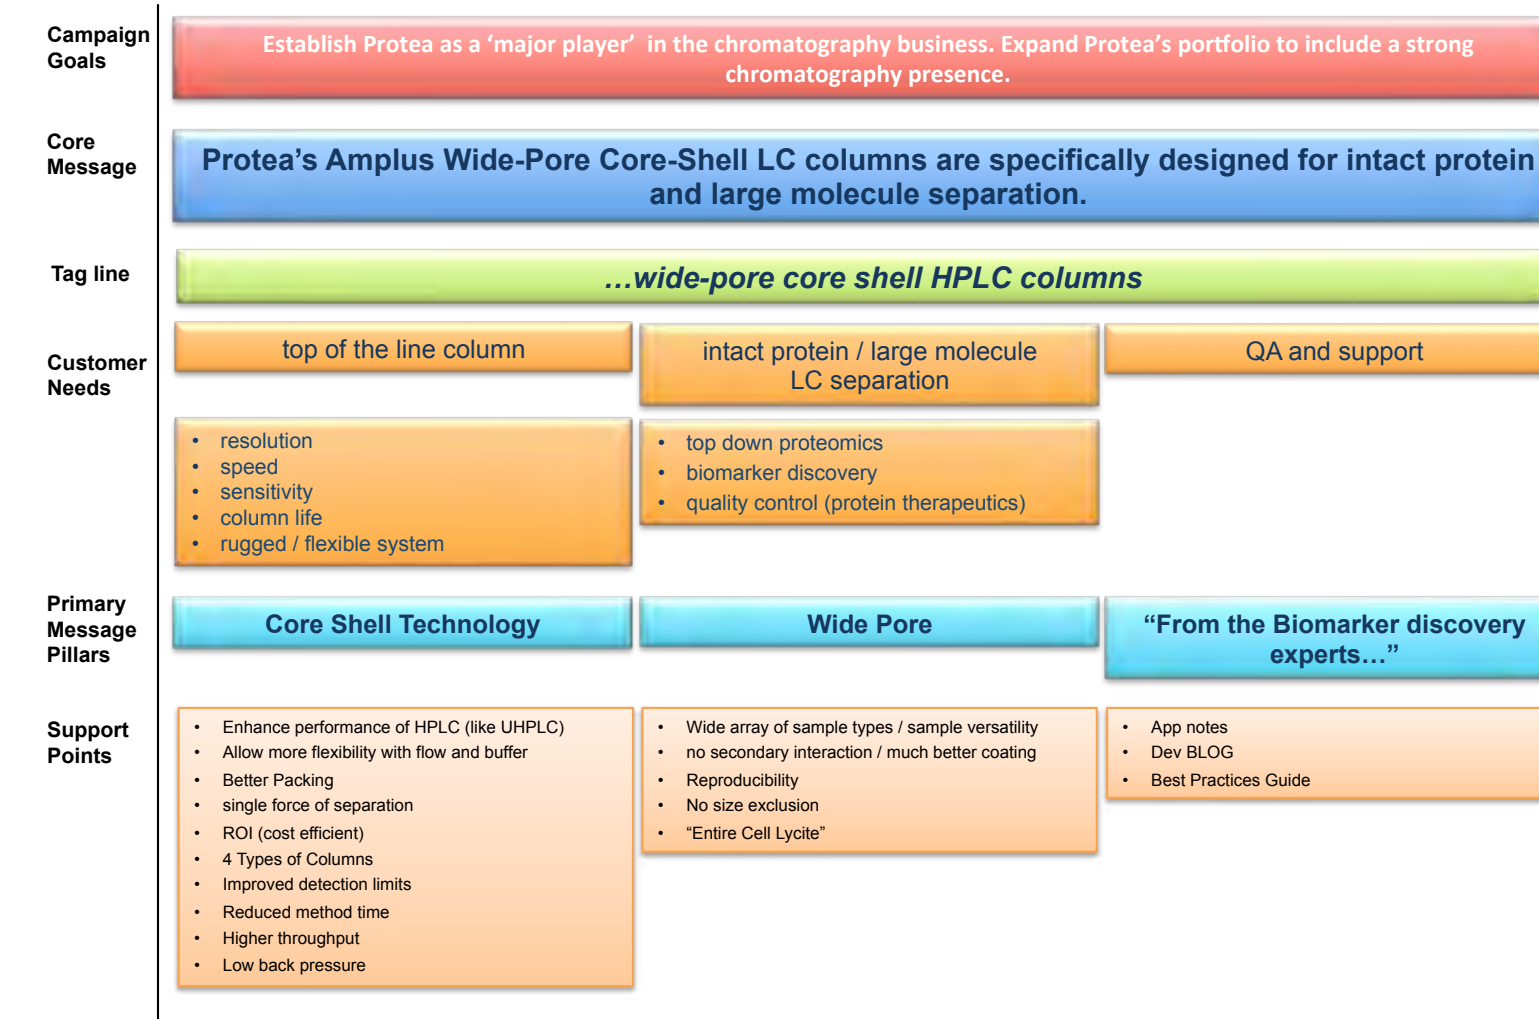 Campaign
Goals
Establish Protea as a ‘major player’  in the chromatography business. Expand Protea’s portfolio to include a strong
chromatography presence.
Core
Message
Protea’s Amplus Wide-Pore Core-Shell LC columns are specifically designed for intact protein
and large molecule separation.
Tag line
…wide-pore core shell HPLC columns
Customer
Needs
top of the line column
• resolution
• speed
• sensitivity
• column life
• rugged / flexible system
intact protein / large molecule
LC separation
• top down proteomics
• biomarker discovery
• quality control (protein therapeutics)
QA and support
Primary
Message
Pillars
Core Shell Technology
Wide Pore
“From the Biomarker discovery
experts…”
Support
Points
• Enhance performance of HPLC (like UHPLC)
• Allow more flexibility with flow and buffer
• Better Packing
• single force of separation
• ROI (cost efficient)
• 4 Types of Columns
• Improved detection limits
• Reduced method time
• Higher throughput
• Low back pressure
• Wide array of sample types / sample versatility
• no secondary interaction / much better coating
• Reproducibility
• No size exclusion
• “Entire Cell Lycite”
• App notes
• Dev BLOG
• Best Practices Guide